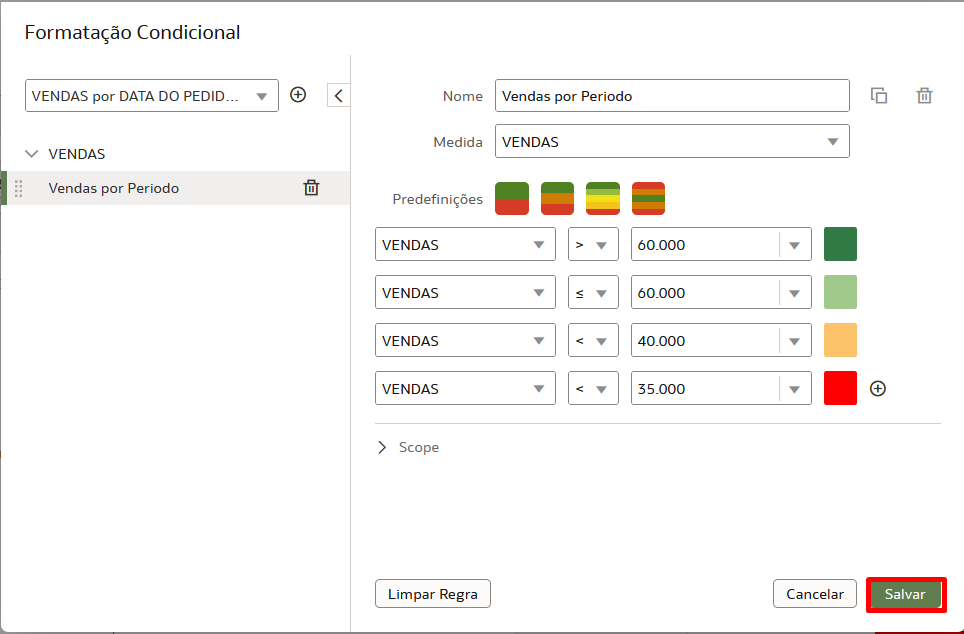 Formatação Condicional
VENDAS por DATA DO PEDID...
VENDAS
Vendas por Periodo
Nome
Vendas por Periodo
Medida
VENDAS
Predefinições
VENDAS > 60.000
VENDAS ≤ 60.000
VENDAS < 40.000
VENDAS < 35.000
Scope
Limpar Regra
Cancelar
Salvar